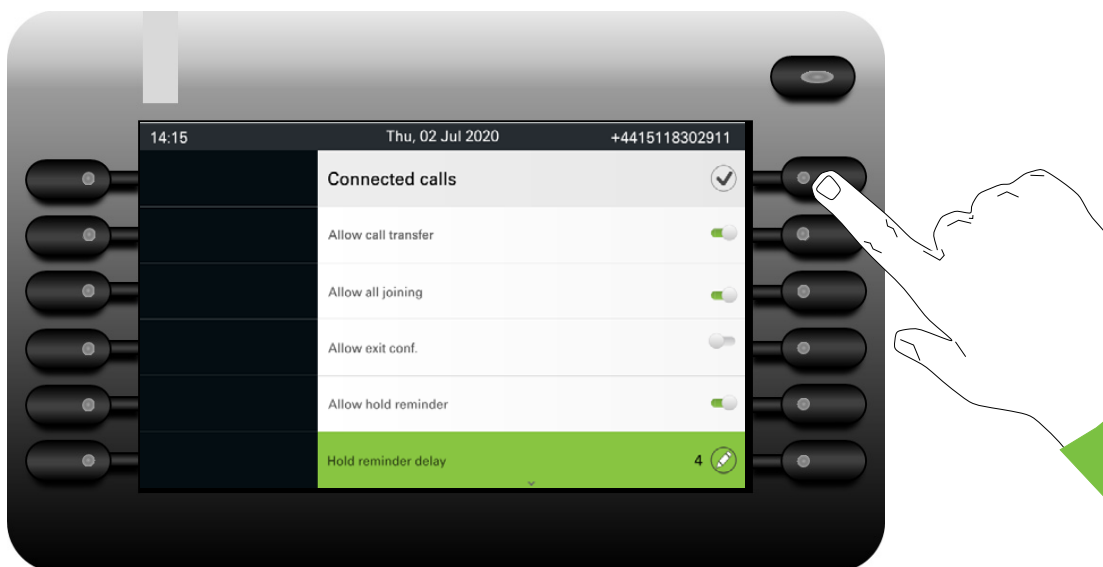 14:15 Thu, 02 Jul 2020 +4415118302911
Connected calls
Allow call transfer
Allow all joining
Allow exit conf.
Allow hold reminder
Hold reminder delay 4